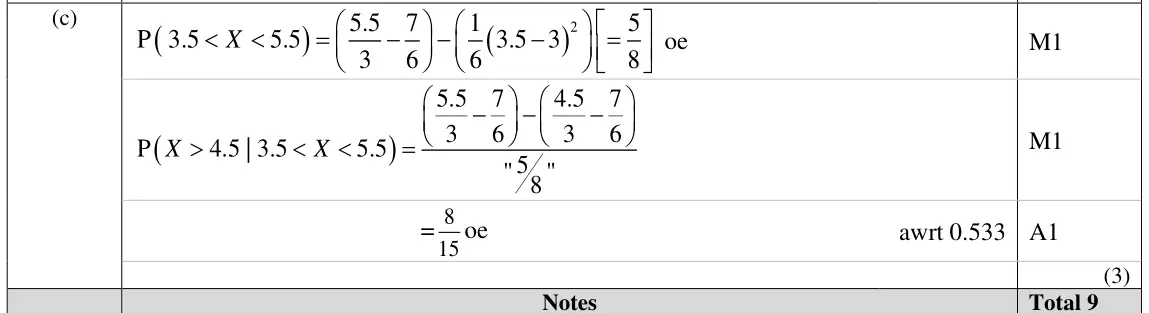 (c) P(3.5 < X < 5.5) = (5.5/3 − 7/6) − (1/6 (3.5 − 3)²) [= 5/8] oe M1
P(X > 4.5 | 3.5 < X < 5.5) = ((5.5/3 − 7/6) − (4.5/3 − 7/6)) / "5/8" M1
= 8/15 oe awrt 0.533 A1
(3)
Notes Total 9